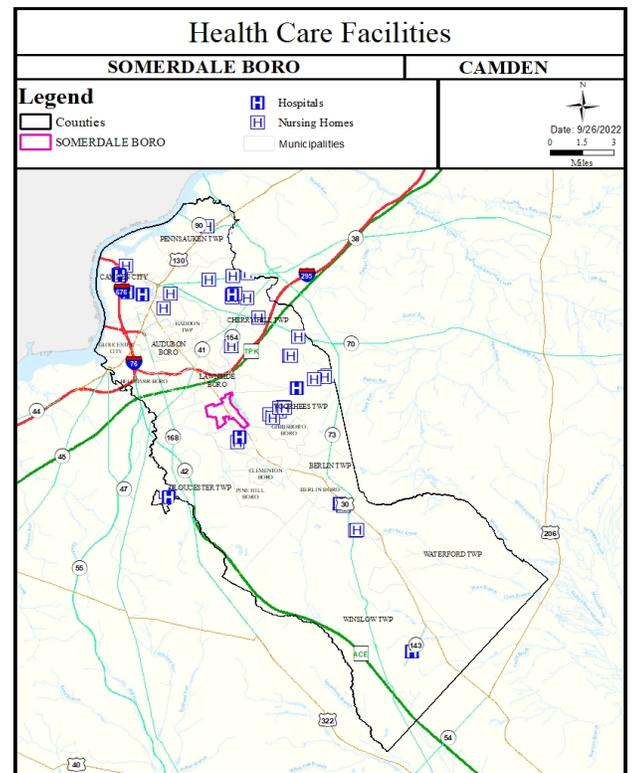 Health Care Facilities
SOMERDALE BORO
CAMDEN
Legend
Counties
SOMERDALE BORO
Hospitals
Nursing Homes
Municipalities
N
Date: 9/26/2022
0 1.5 3
Miles
90
PENNSAUKEN TWP
38
130
295
676
CHERRY HILL TWP
HADDON
TWP
154
AUDUBON
BORO
41
TPK
70
GLOUCESTER
CITY
76
LAWNSIDE
BORO
44
VOORHEES TWP
GIBBSBORO
BORO
73
168
45
42
CLEMENTON
BORO
BERLIN TWP
47
GLOUCESTER TWP
PINE HILL
BORO
BERLIN BORO
30
206
WATERFORD TWP
55
WINSLOW TWP
143
ACE
322
54
40